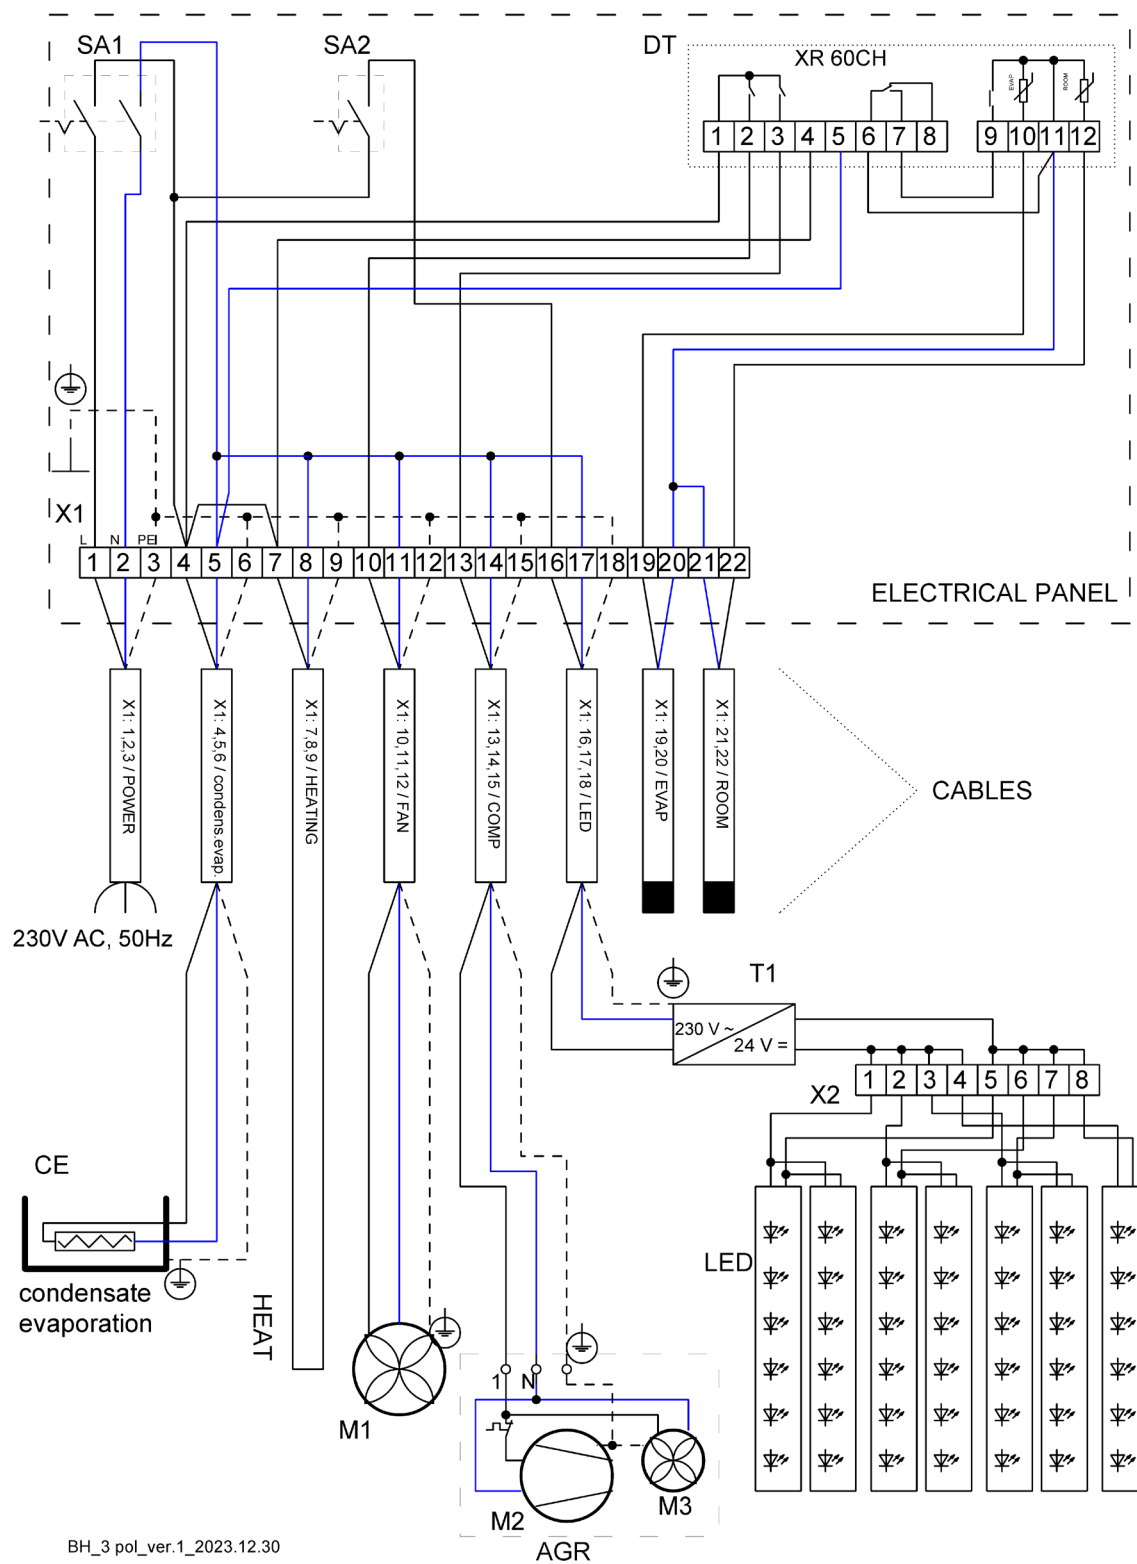 SA1
SA2
DT
XR 60CH
EVAP
ROOM
1 2 3 4 5 6 7 8
9 10 11 12
X1
L N PE
1 2 3 4 5 6 7 8 9 10 11 12 13 14 15 16 17 18 19 20 21 22
ELECTRICAL PANEL
X1: 1,2,3 / POWER
X1: 4,5,6 / condens.evap.
X1: 7,8,9 / HEATING
X1: 10,11,12 / FAN
X1: 13,14,15 / COMP
X1: 16,17,18 / LED
X1: 19,20 / EVAP
X1: 21,22 / ROOM
CABLES
230V AC, 50Hz
T1
230 V ~
24 V =
X2
1 2 3 4 5 6 7 8
CE
condensate
evaporation
HEAT
LED
M1
1 N
M2
M3
AGR
BH_3 pol_ver.1_2023.12.30